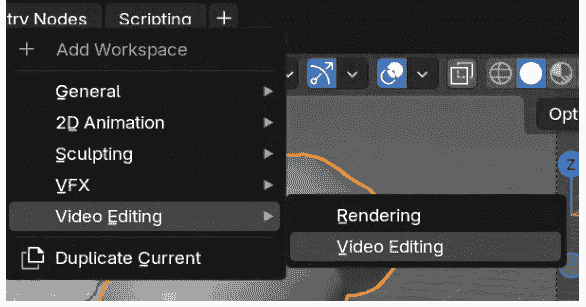 try Nodes Scripting +
Add Workspace
General
2D Animation
Sculpting
VFX
Video Editing
Duplicate Current
Rendering
Video Editing
Opt
Z